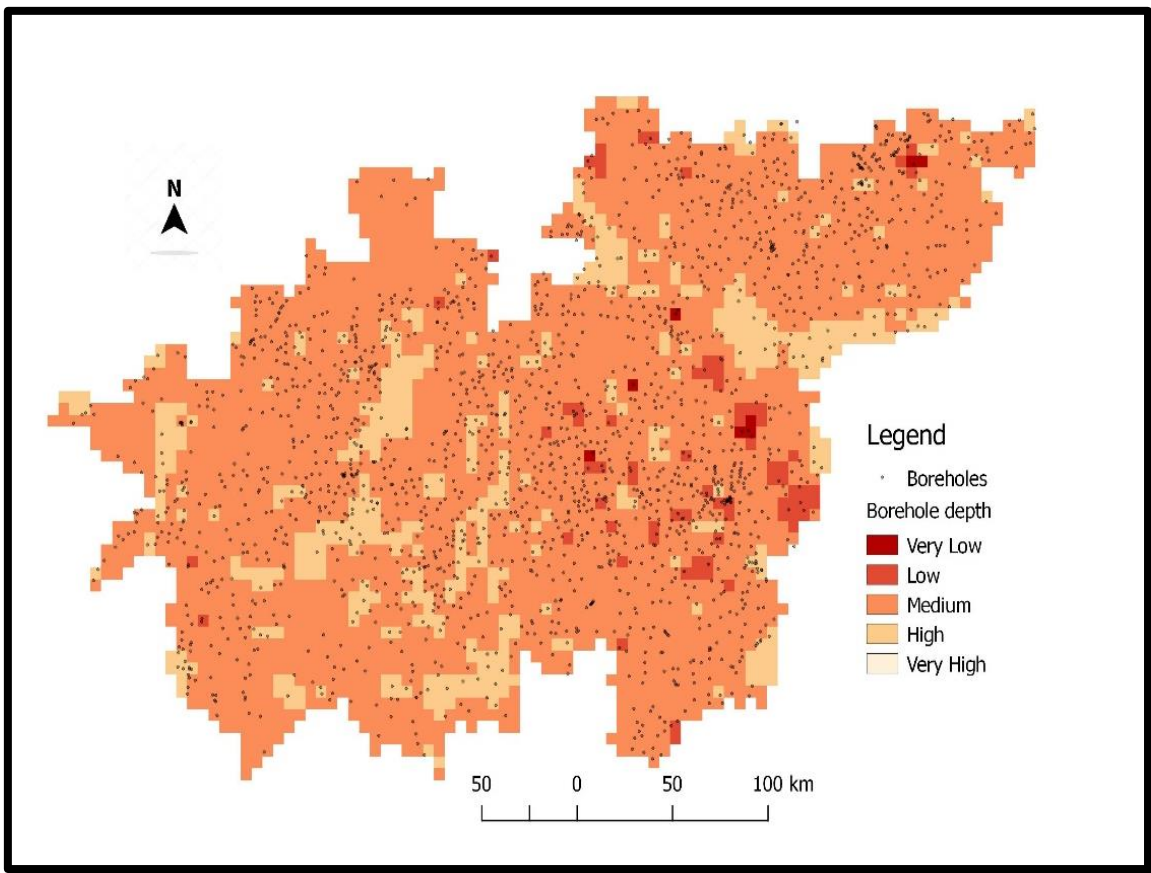 N
Legend
Boreholes
Borehole depth
Very Low
Low
Medium
High
Very High
50 0 50 100 km